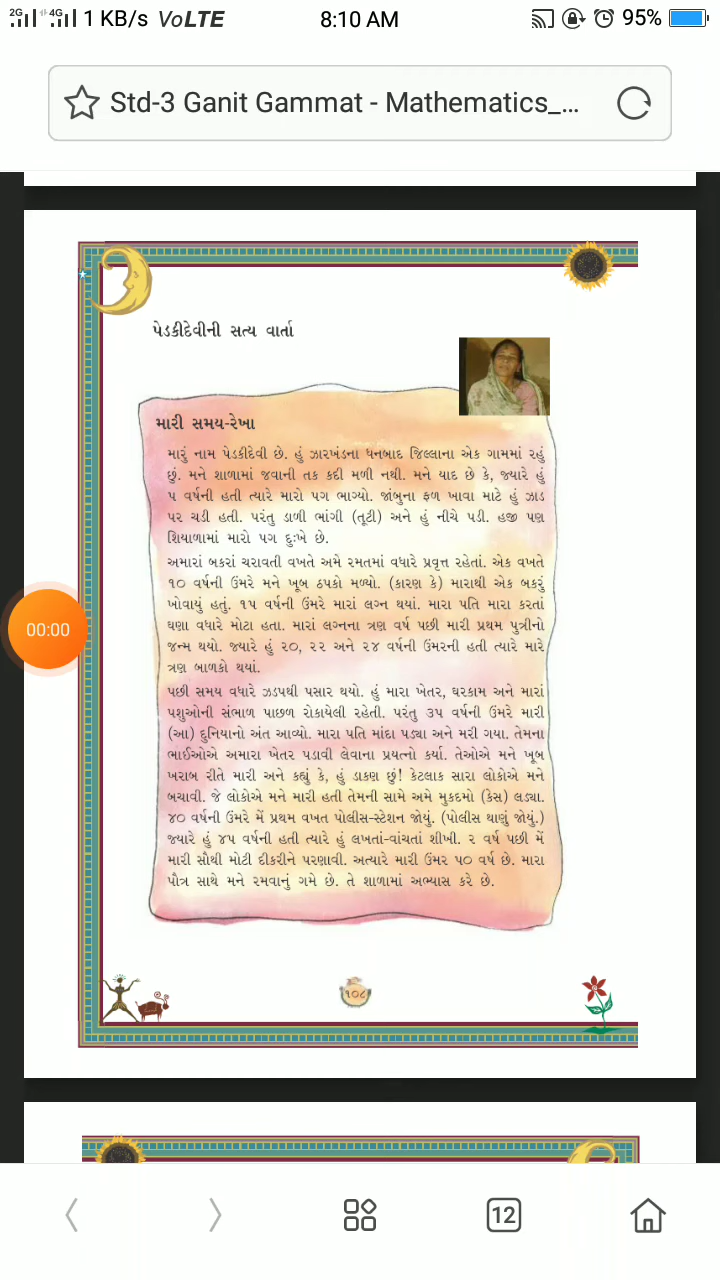 2G 4G 1 KB/s VoLTE 8:10 AM 95%
Std-3 Ganit Gammat - Mathematics_...
પેડકીદેવીની સત્ય વાર્તા
મારી સમય-રેખા
મારું નામ પેડકીદેવી છે. હું ઝારખંડના ધનબાદ જિલ્લાના એક ગામમાં રહું
છું. મને શાળામાં જવાની તક કદી મળી નથી. મને યાદ છે કે, જ્યારે હું
૫ વર્ષની હતી ત્યારે મારો પગ ભાગ્યો. જાંબુના ફળ ખાવા માટે હું ઝાડ
પર ચડી હતી. પરંતુ ડાળી ભાંગી (તૂટી) અને હું નીચે પડી. હજી પણ
શિયાળામાં મારો પગ દુઃખે છે.
અમારાં બકરાં ચરાવતી વખતે અમે રમતમાં વધારે પ્રવૃત્ત રહેતાં. એક વખતે
૧૦ વર્ષની ઉંમરે મને ખૂબ ઠપકો મળ્યો. (કારણ કે) મારાથી એક બકરું
ખોવાયું હતું. ૧૫ વર્ષની ઉંમરે મારાં લગ્ન થયાં. મારા પતિ મારા કરતાં
ઘણા વધારે મોટા હતા. મારાં લગ્નના ત્રણ વર્ષ પછી મારી પ્રથમ પુત્રીનો
જન્મ થયો. જ્યારે હું ૨૦, ૨૨ અને ૨૪ વર્ષની ઉંમરની હતી ત્યારે મારે
ત્રણ બાળકો થયાં.
પછી સમય વધારે ઝડપથી પસાર થયો. હું મારા ખેતર, ઘરકામ અને મારાં
પશુઓની સંભાળ પાછળ રોકાયેલી રહેતી. પરંતુ ૩૫ વર્ષની ઉંમરે મારી
(આ) દુનિયાનો અંત આવ્યો. મારા પતિ માંદા પડ્યા અને મરી ગયા. તેમના
ભાઈઓએ અમારા ખેતર પડાવી લેવાના પ્રયત્નો કર્યા. તેઓએ મને ખૂબ
ખરાબ રીતે મારી અને કહ્યું કે, હું ડાકણ છું! કેટલાક સારા લોકોએ મને
બચાવી. જે લોકોએ મને મારી હતી તેમની સામે અમે મુકદમો (કેસ) લડ્યા.
૪૦ વર્ષની ઉંમરે મેં પ્રથમ વખત પોલીસ-સ્ટેશન જોયું. (પોલીસ થાણું જોયું.)
જ્યારે હું ૪૫ વર્ષની હતી ત્યારે હું લખતાં-વાંચતાં શીખી. ૨ વર્ષ પછી મેં
મારી સૌથી મોટી દીકરીને પરણાવી. અત્યારે મારી ઉંમર ૫૦ વર્ષ છે. મારા
પૌત્ર સાથે મને રમવાનું ગમે છે. તે શાળામાં અભ્યાસ કરે છે.
00:00
૧૦૮
12